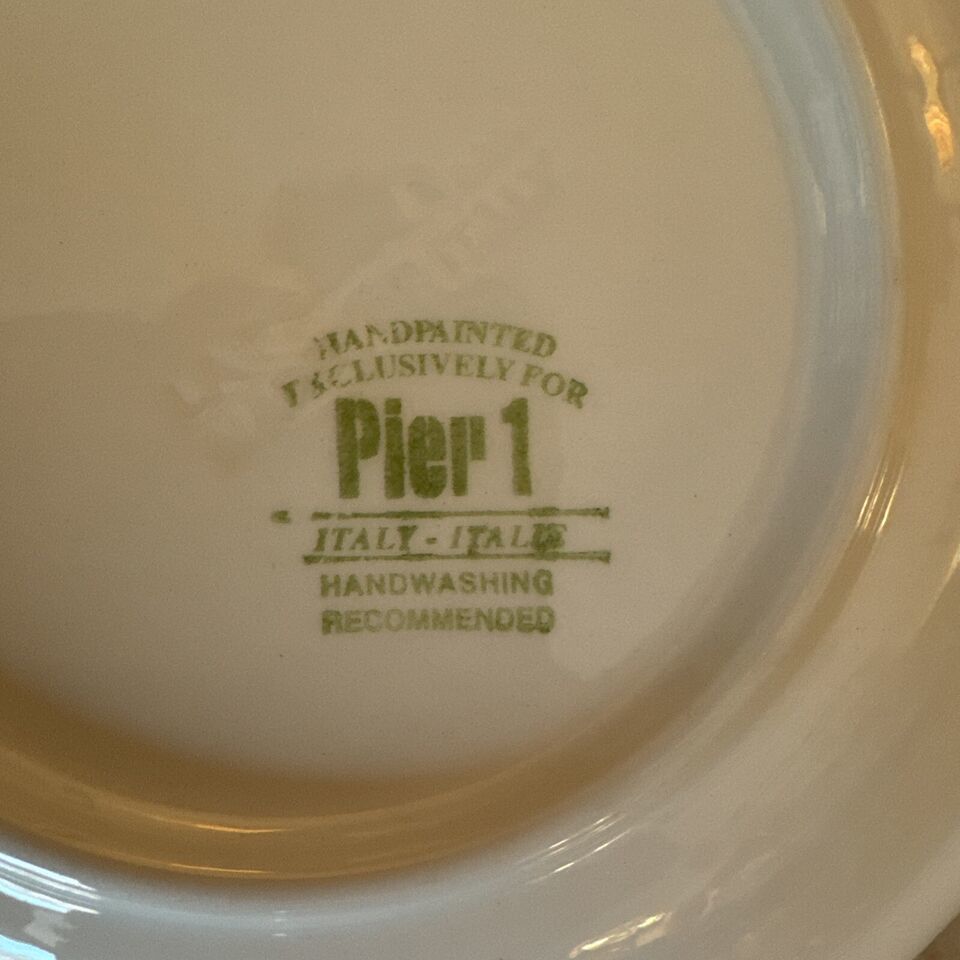 HANDPAINTED
EXCLUSIVELY FOR
Pier 1
ITALY - ITALIE
HANDWASHING
RECOMMENDED